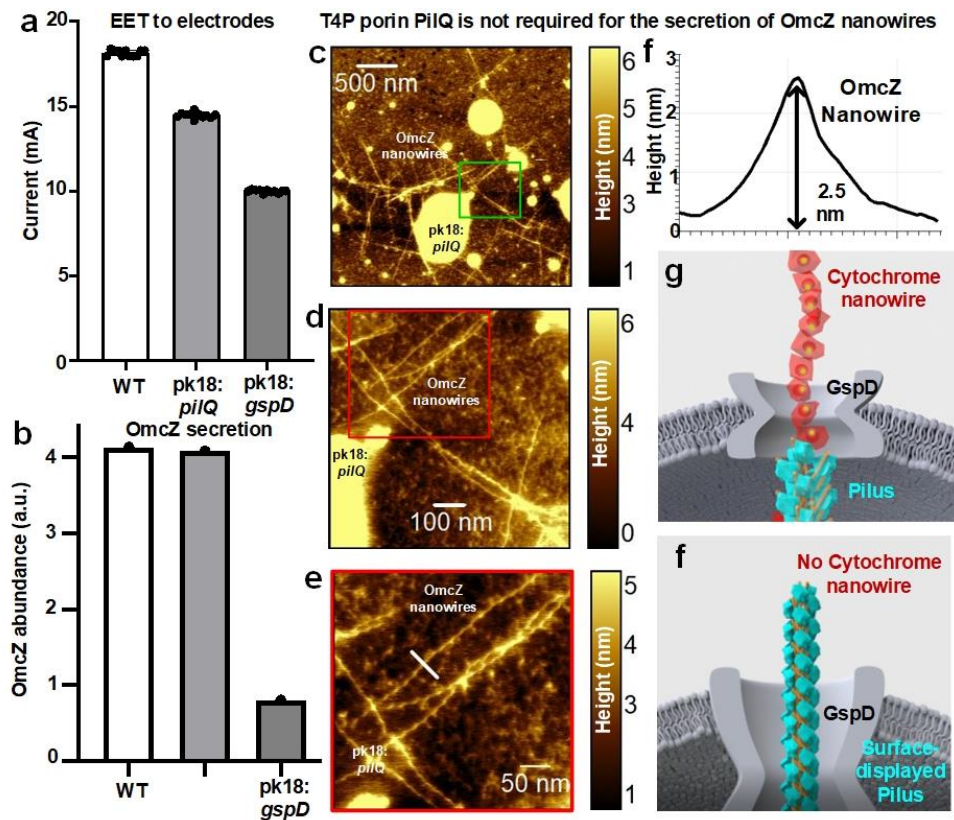 a
EET to electrodes
T4P porin PilQ is not required for the secretion of OmcZ nanowires
Current (mA)
20
15
10
5
0
WT
pk18:
pilQ
pk18:
gspD
b
OmcZ secretion
OmcZ abundance (a.u.)
4
2
1
0
WT
pk18:
gspD
c
500 nm
OmcZ
nanowires
pk18:
pilQ
6
5
4
3
1
Height (nm)
d
OmcZ
nanowires
pk18:
pilQ
100 nm
6
4
0
Height (nm)
e
OmcZ
nanowires
pk18:
pilQ
50 nm
5
4
3
1
Height (nm)
f
Height (nm)
3
2
1
0
OmcZ
Nanowire
2.5
nm
g
Cytochrome
nanowire
GspD
Pilus
f
No Cytochrome
nanowire
GspD
Surface-
displayed
Pilus